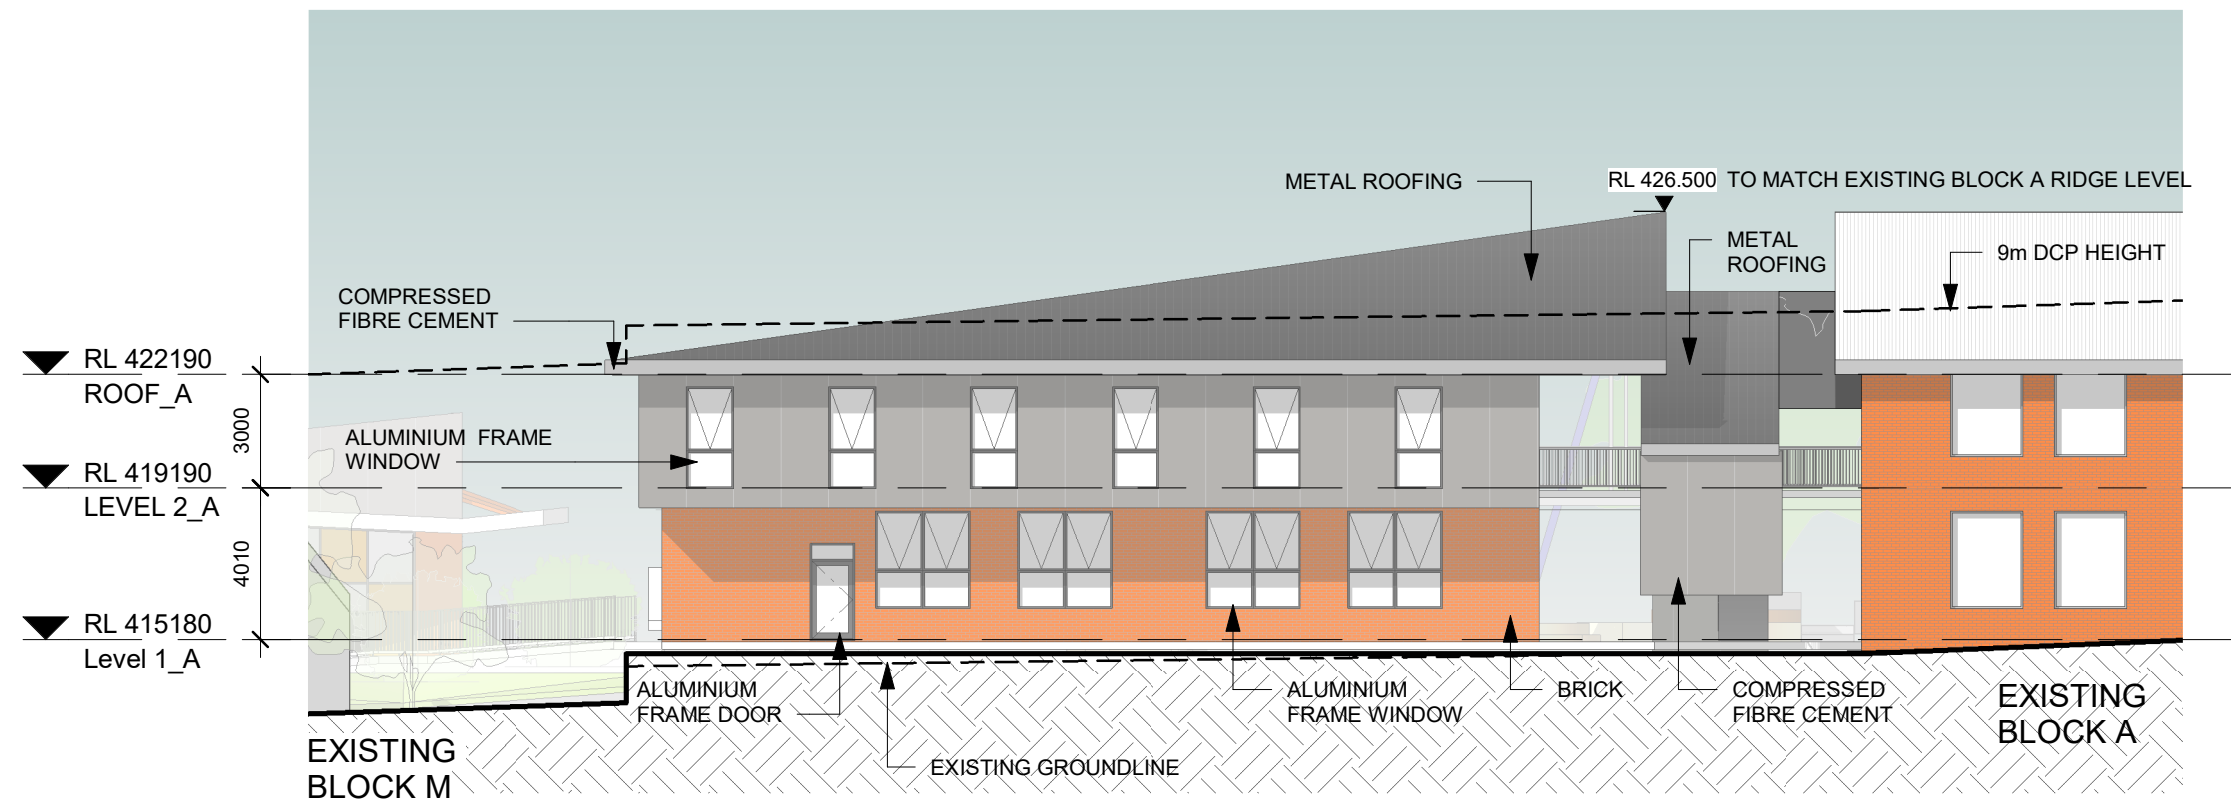 METAL ROOFING
RL 426.500 TO MATCH EXISTING BLOCK A RIDGE LEVEL
METAL
ROOFING
9m DCP HEIGHT
COMPRESSED
FIBRE CEMENT
RL 422190
ROOF_A
3000
ALUMINIUM FRAME
WINDOW
RL 419190
LEVEL 2_A
4010
RL 415180
Level 1_A
ALUMINIUM
FRAME DOOR
ALUMINIUM
FRAME WINDOW
BRICK
COMPRESSED
FIBRE CEMENT
EXISTING
BLOCK A
EXISTING
BLOCK M
EXISTING GROUNDLINE